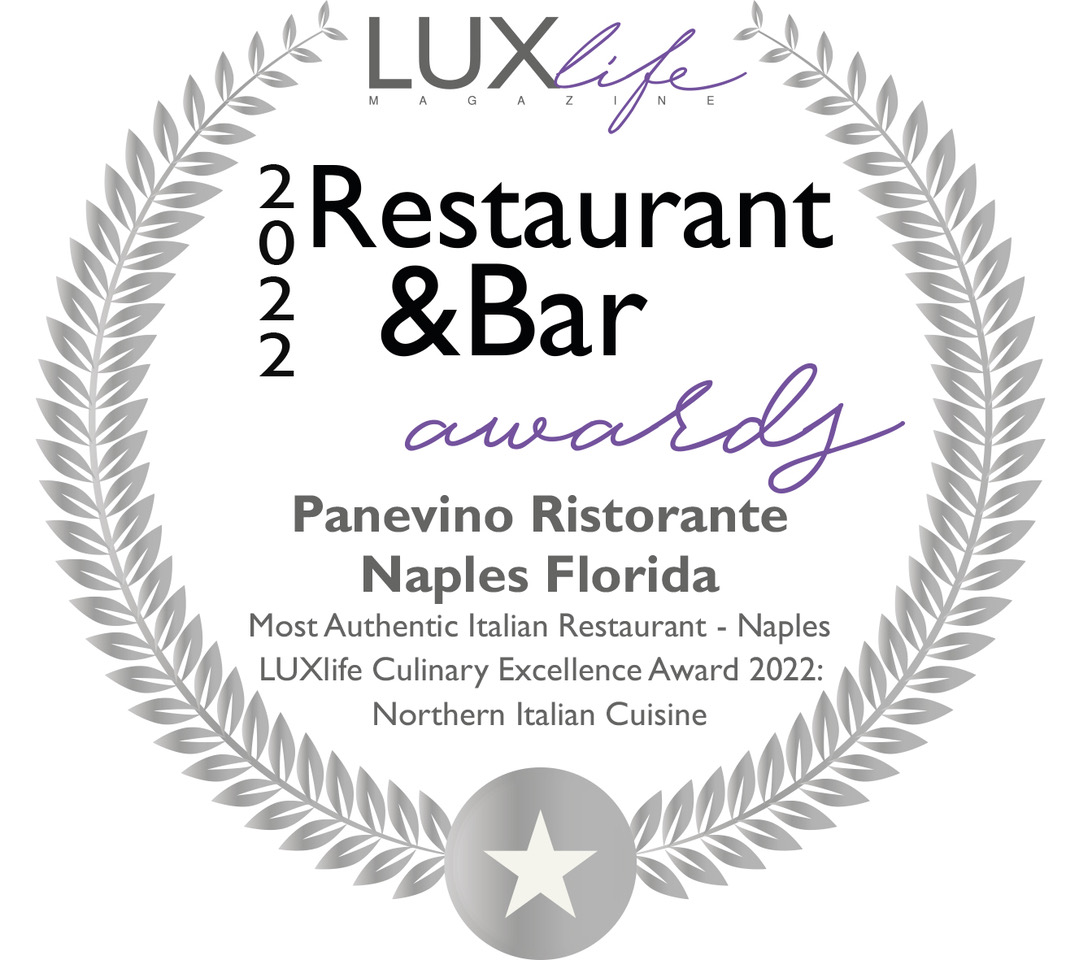 LUXlife
MAGAZINE
2022
Restaurant
&Bar
awards
Panevino Ristorante
Naples Florida
Most Authentic Italian Restaurant - Naples
LUXlife Culinary Excellence Award 2022:
Northern Italian Cuisine